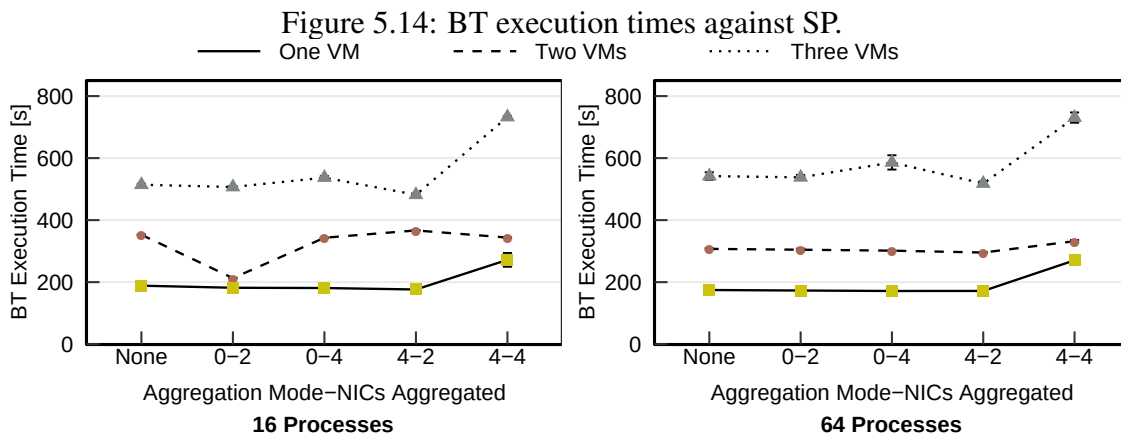 Figure 5.14: BT execution times against SP.
One VM Two VMs Three VMs
BT Execution Time [s]
800
600
400
200
0
None 0−2 0−4 4−2 4−4
Aggregation Mode−NICs Aggregated
16 Processes
BT Execution Time [s]
800
600
400
200
0
None 0−2 0−4 4−2 4−4
Aggregation Mode−NICs Aggregated
64 Processes